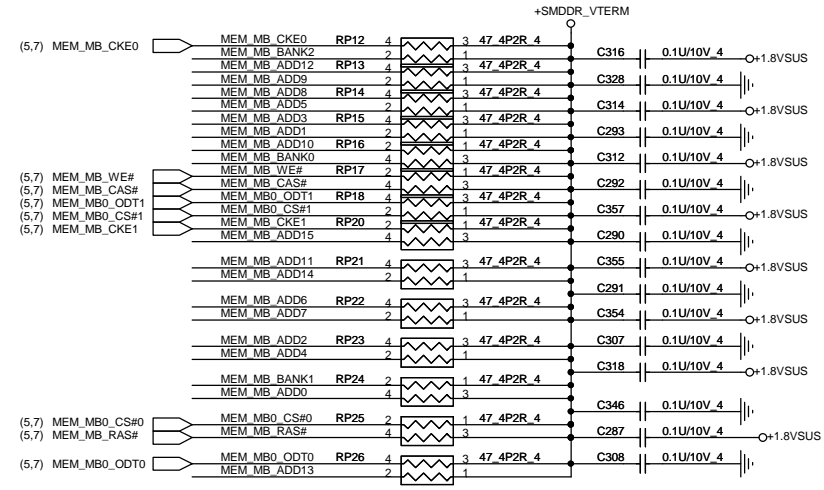 +SMDDR_VTERM
(5,7) MEM_MB_CKE0 MEM_MB_CKE0 RP12 4 3 47_4P2R_4
MEM_MB_BANK2 2 1 C316 0.1U/10V_4 +1.8VSUS
MEM_MB_ADD12 RP13 4 3 47_4P2R_4
MEM_MB_ADD9 2 1 C328 0.1U/10V_4
MEM_MB_ADD8 RP14 4 3 47_4P2R_4
MEM_MB_ADD5 2 1 C314 0.1U/10V_4 +1.8VSUS
MEM_MB_ADD3 RP15 4 3 47_4P2R_4
MEM_MB_ADD1 2 1 C293 0.1U/10V_4
MEM_MB_ADD10 RP16 2 1 47_4P2R_4
MEM_MB_BANK0 4 3 C312 0.1U/10V_4 +1.8VSUS
(5,7) MEM_MB_WE# MEM_MB_WE# RP17 2 1 47_4P2R_4
(5,7) MEM_MB_CAS# MEM_MB_CAS# 4 3 C292 0.1U/10V_4
(5,7) MEM_MB0_ODT1 MEM_MB0_ODT1 RP18 4 3 47_4P2R_4
(5,7) MEM_MB0_CS#1 MEM_MB0_CS#1 2 1 C357 0.1U/10V_4 +1.8VSUS
(5,7) MEM_MB_CKE1 MEM_MB_CKE1 RP20 2 1 47_4P2R_4
MEM_MB_ADD15 4 3 C290 0.1U/10V_4
MEM_MB_ADD11 RP21 4 3 47_4P2R_4 C355 0.1U/10V_4 +1.8VSUS
MEM_MB_ADD14 2 1
C291 0.1U/10V_4
MEM_MB_ADD6 RP22 4 3 47_4P2R_4
MEM_MB_ADD7 2 1 C354 0.1U/10V_4 +1.8VSUS
MEM_MB_ADD2 RP23 4 3 47_4P2R_4 C307 0.1U/10V_4
MEM_MB_ADD4 2 1
C318 0.1U/10V_4 +1.8VSUS
MEM_MB_BANK1 RP24 2 1 47_4P2R_4
MEM_MB_ADD0 4 3
C346 0.1U/10V_4
(5,7) MEM_MB0_CS#0 MEM_MB0_CS#0 RP25 2 1 47_4P2R_4
(5,7) MEM_MB_RAS# MEM_MB_RAS# 4 3 C287 0.1U/10V_4 +1.8VSUS
(5,7) MEM_MB0_ODT0 MEM_MB0_ODT0 RP26 4 3 47_4P2R_4 C308 0.1U/10V_4
MEM_MB_ADD13 2 1